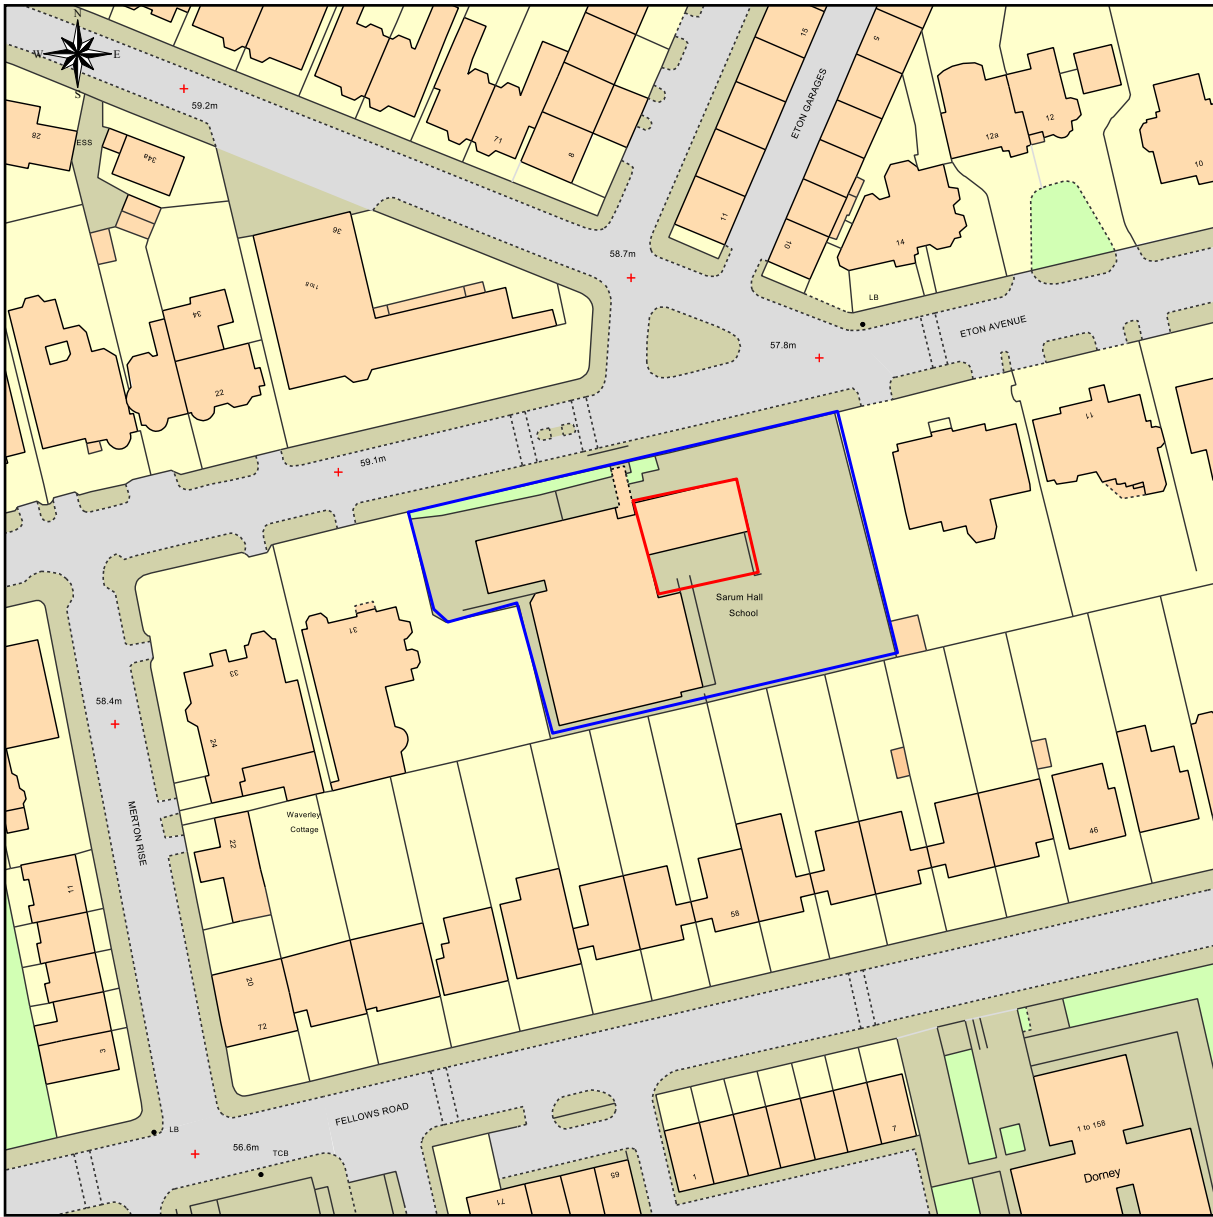 N
W
E
S
59.2m
28
ESS
34a
71
8
15
5
ETON GARAGES
12a
12
10
11
10
14
36
1to8
58.7m
LB
ETON AVENUE
57.8m
34
22
59.1m
11
Sarum Hall
School
31
33
24
58.4m
MERTON RISE
Waverley
Cottage
22
11
3
20
72
58
46
FELLOWS ROAD
LB
56.6m
TCB
71
65
1
7
1 to 158
Dorney